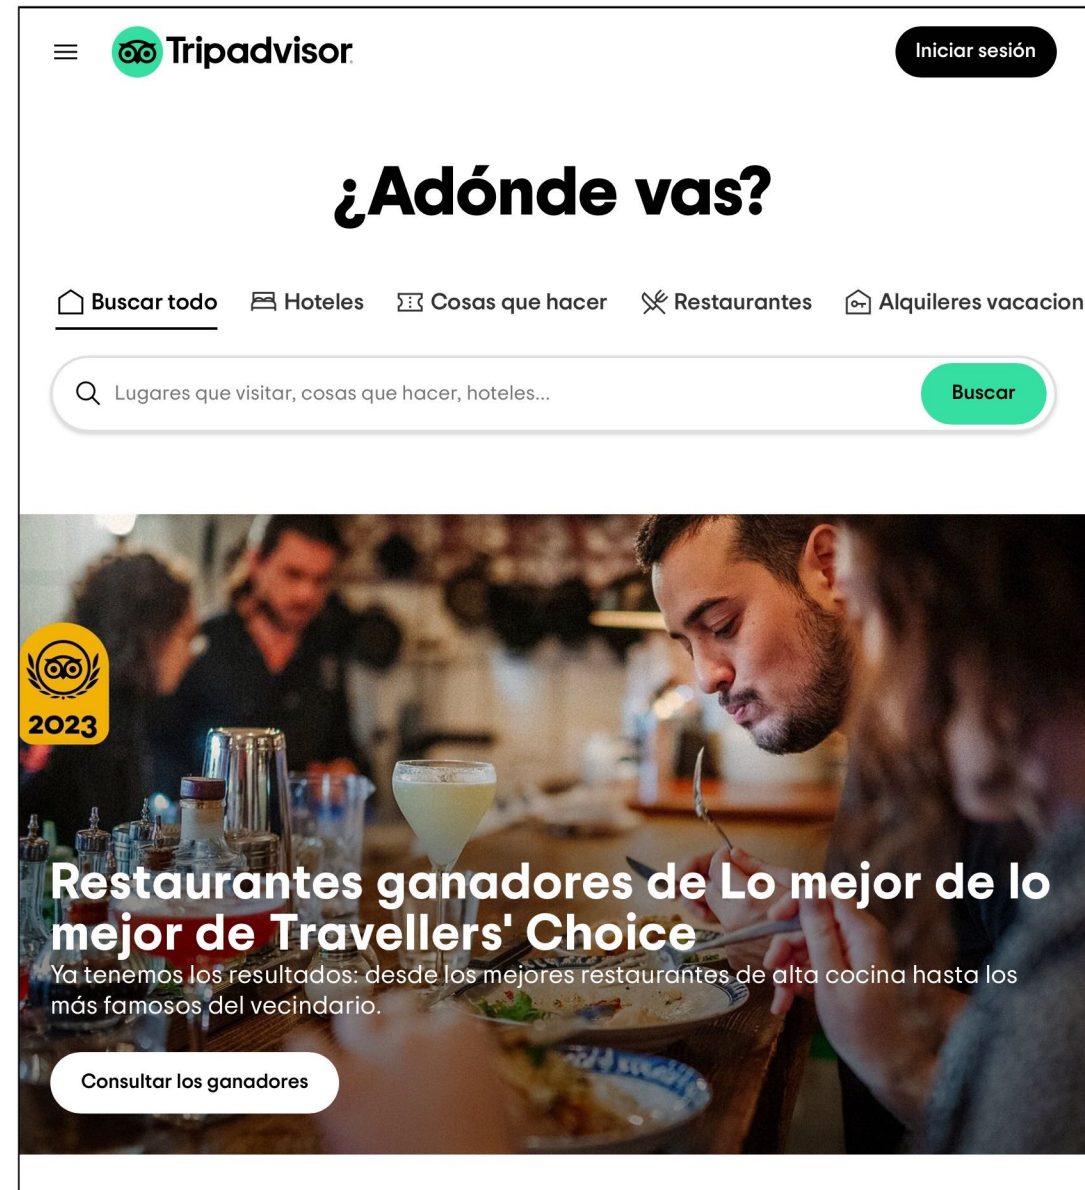 Tripadvisor
Iniciar sesión
¿Adónde vas?
Buscar todo
Hoteles
Cosas que hacer
Restaurantes
Alquileres vacacion
Lugares que visitar, cosas que hacer, hoteles...
Buscar
2023
Restaurantes ganadores de Lo mejor de lo
mejor de Travellers' Choice
Ya tenemos los resultados: desde los mejores restaurantes de alta cocina hasta los
más famosos del vecindario.
Consultar los ganadores